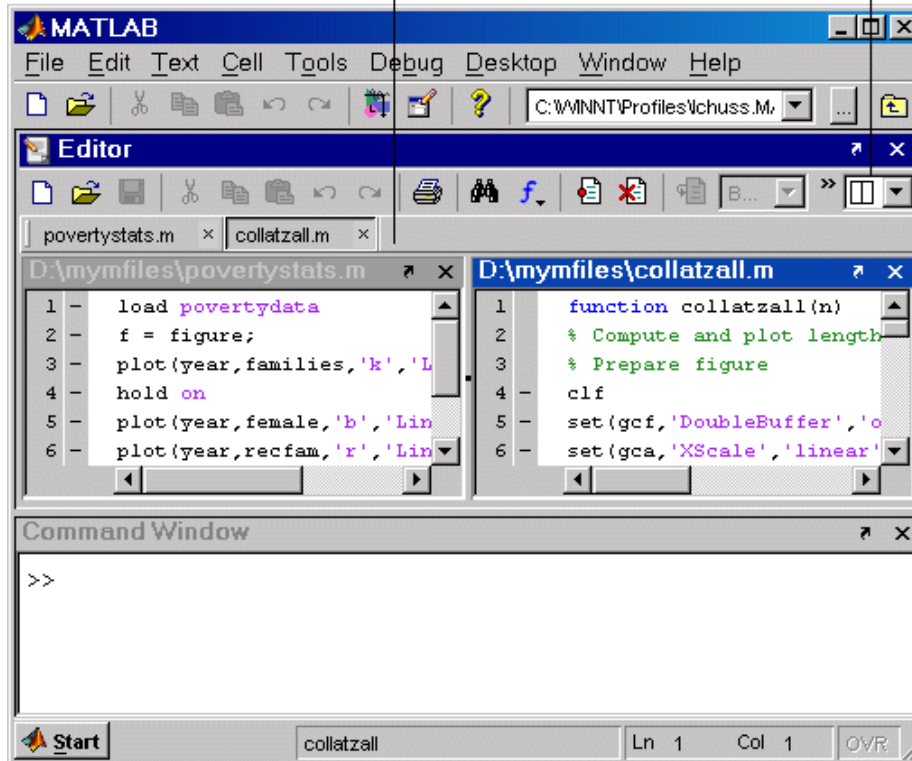 MATLAB
File Edit Text Cell Tools Debug Desktop Window Help
C:\WINNT\Profiles\lchuss.M ...
Editor
B... »
povertystats.m × collatzall.m ×
D:\mymfiles\povertystats.m
1 - load povertydata
2 - f = figure;
3 - plot(year,families,'k','L
4 - hold on
5 - plot(year,female,'b','Lin
6 - plot(year,recfam,'r','Lin
D:\mymfiles\collatzall.m
1 function collatzall(n)
2 % Compute and plot length
3 % Prepare figure
4 - clf
5 - set(gcf,'DoubleBuffer','o
6 - set(gca,'XScale','linear'
Command Window
>>
Start collatzall Ln 1 Col 1 OVR